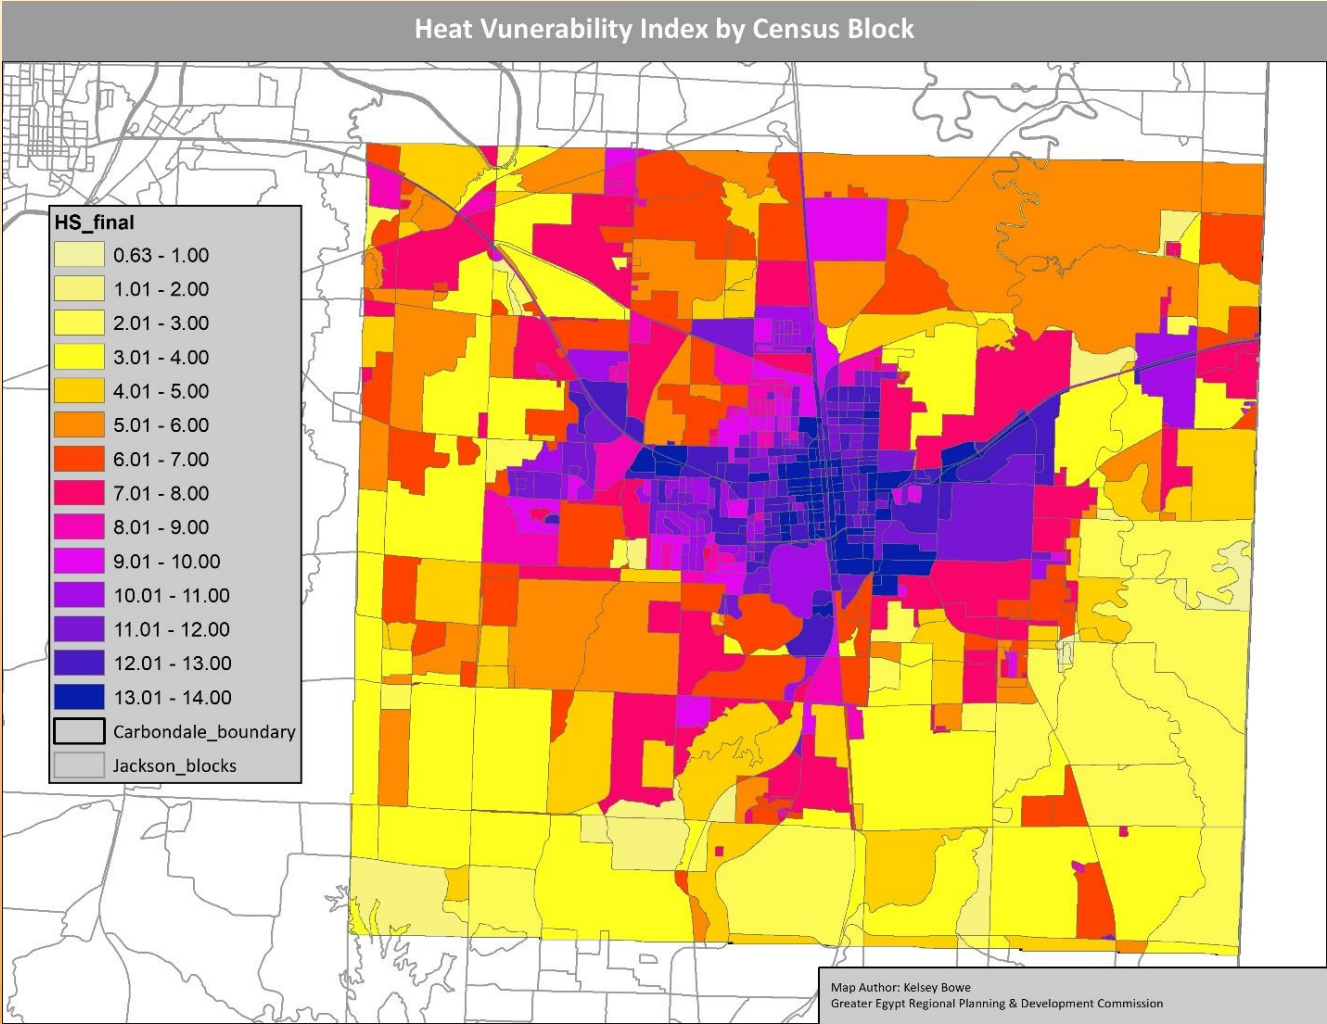 Heat Vunerability Index by Census Block
HS_final
0.63 - 1.00
1.01 - 2.00
2.01 - 3.00
3.01 - 4.00
4.01 - 5.00
5.01 - 6.00
6.01 - 7.00
7.01 - 8.00
8.01 - 9.00
9.01 - 10.00
10.01 - 11.00
11.01 - 12.00
12.01 - 13.00
13.01 - 14.00
Carbondale_boundary
Jackson_blocks
Map Author: Kelsey Bowe
Greater Egypt Regional Planning & Development Commission